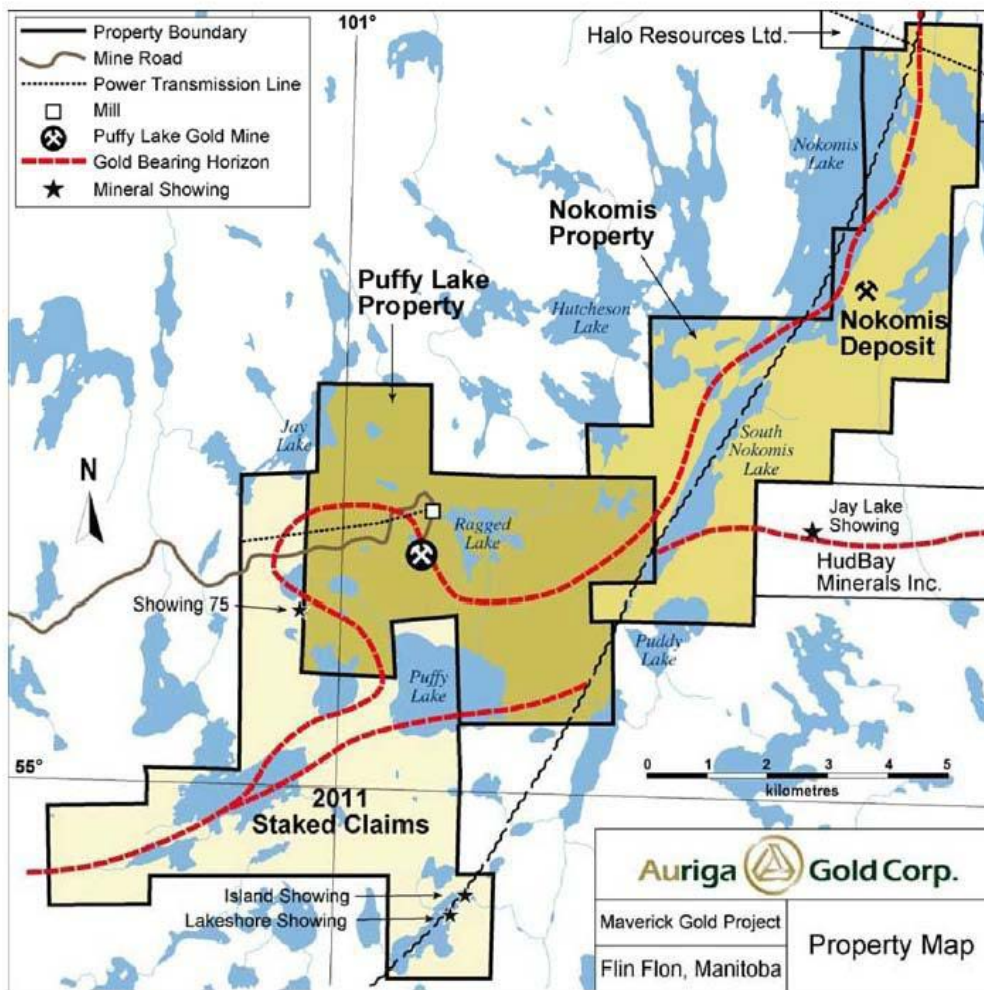 101°
Property Boundary
Mine Road
Power Transmission Line
Mill
Puffy Lake Gold Mine
Gold Bearing Horizon
Mineral Showing
Halo Resources Ltd.
Nokomis
Lake
Nokomis
Property
Puffy Lake
Property
Hutcheson
Lake
Nokomis
Deposit
Jay
Lake
South
Nokomis
Lake
N
Ragged
Lake
Jay Lake
Showing
HudBay
Minerals Inc.
Showing 75
Puddy
Lake
Puffy
Lake
55°
0 1 2 3 4 5
kilometres
2011
Staked Claims
Island Showing
Lakeshore Showing
Auriga Gold Corp.
Maverick Gold Project
Flin Flon, Manitoba
Property Map